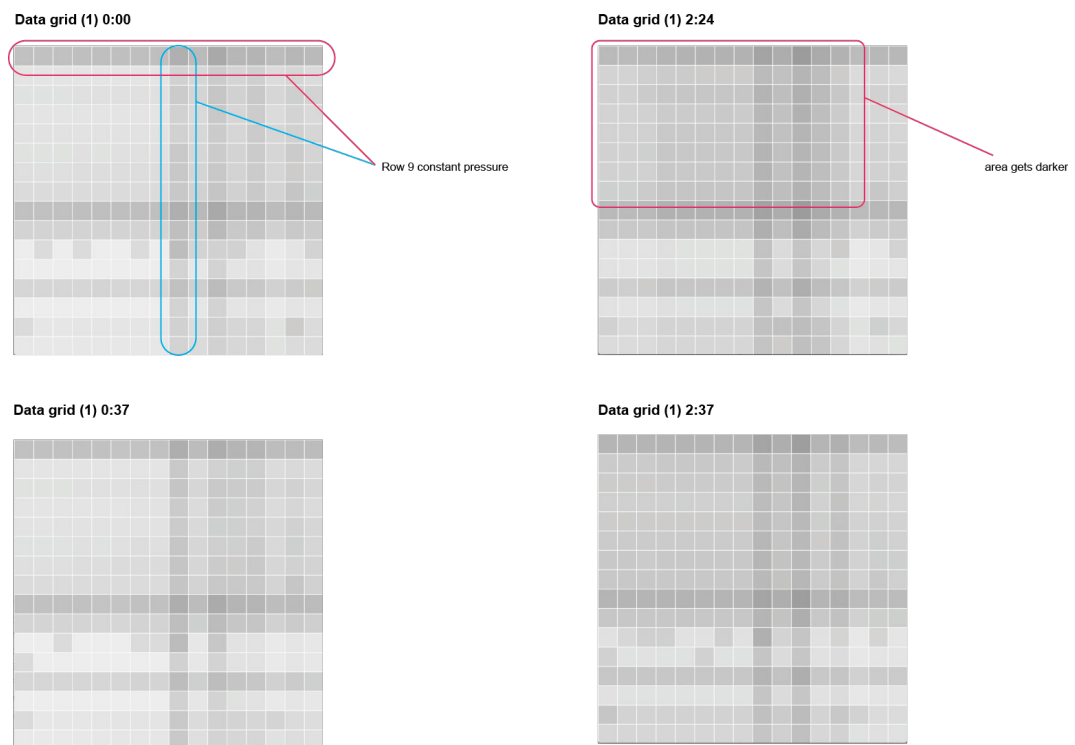 Data grid (1) 0:00
Data grid (1) 2:24
Row 9 constant pressure
area gets darker
Data grid (1) 0:37
Data grid (1) 2:37